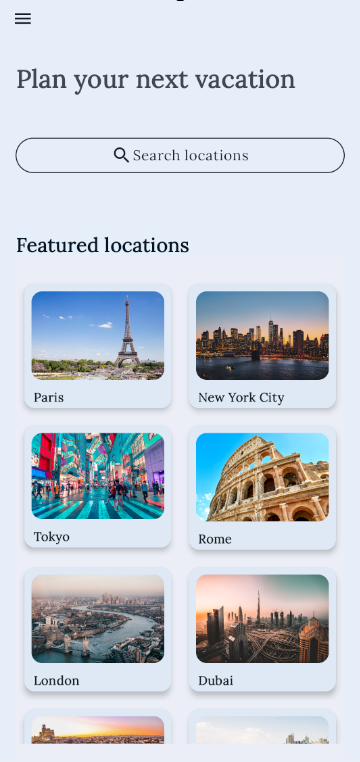 Plan your next vacation
Search locations
Featured locations
Paris
New York City
Tokyo
Rome
London
Dubai